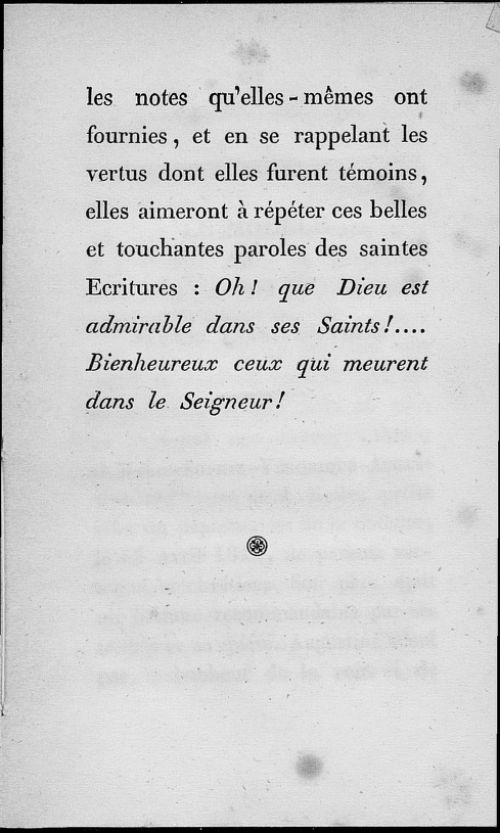 les notes qu'elles-mêmes ont
fournies, et en se rappelant les
vertus dont elles furent témoins,
elles aimeront à répéter ces belles
et touchantes paroles des saintes
Ecritures : Oh! que Dieu est
admirable dans ses Saints!....
Bienheureux ceux qui meurent
dans le Seigneur!